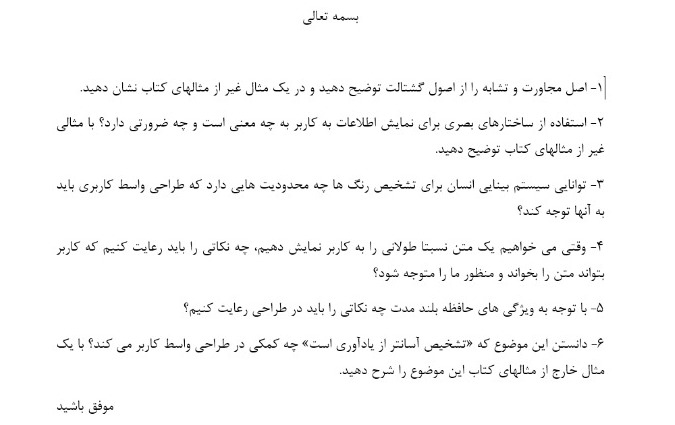 بسمه تعالی
۱- اصل مجاورت و تشابه را از اصول گشتالت توضیح دهید و در یک مثال غیر از مثالهای کتاب نشان دهید.
۲- استفاده از ساختارهای بصری برای نمایش اطلاعات به کاربر به چه معنی است و چه ضرورتی دارد؟ با مثالی
غیر از مثالهای کتاب توضیح دهید.
۳- توانایی سیستم بینایی انسان برای تشخیص رنگ ها چه محدودیت هایی دارد که طراحی واسط کاربری باید
به آنها توجه کند؟
۴- وقتی می خواهیم یک متن نسبتا طولانی را به کاربر نمایش دهیم، چه نکاتی را باید رعایت کنیم که کاربر
بتواند متن را بخواند و منظور ما را متوجه شود؟
۵- با توجه به ویژگی های حافظه بلند مدت چه نکاتی را باید در طراحی رعایت کنیم؟
۶- دانستن این موضوع که «تشخیص آسانتر از یادآوری است» چه کمکی در طراحی واسط کاربر می کند؟ با یک
مثال خارج از مثالهای کتاب این موضوع را شرح دهید.
موفق باشید